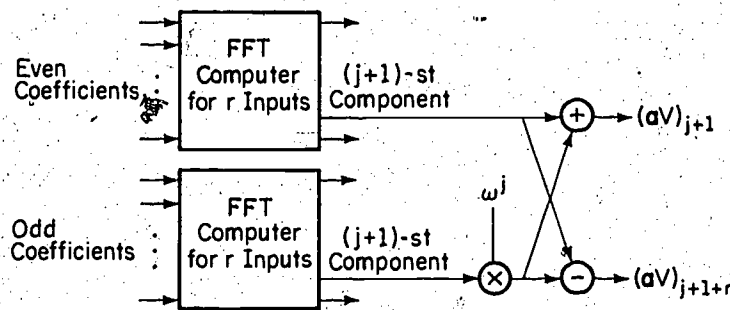 FFT
Computer
for r Inputs
Even
Coefficients
(j+1)-st
Component
+
(aV)j+1
FFT
Computer
for r Inputs
Odd
Coefficients
(j+1)-st
Component
ω^j
×
−
(aV)j+1+r